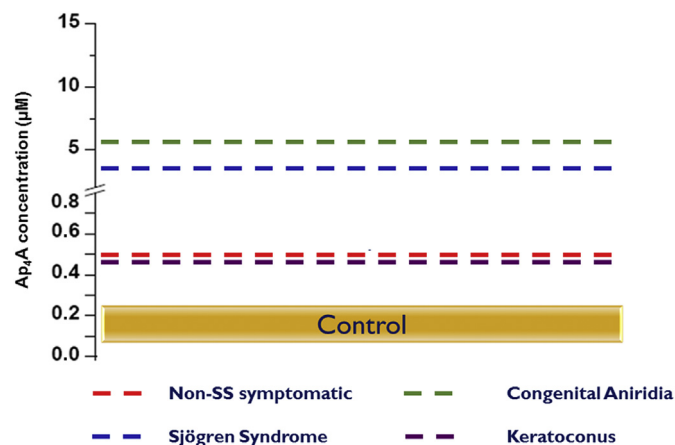 15
10
5
0.8
0.6
0.4
0.2
0.0
Ap₄A concentration (µM)
Control
Non-SS symptomatic
Congenital Aniridia
Sjögren Syndrome
Keratoconus